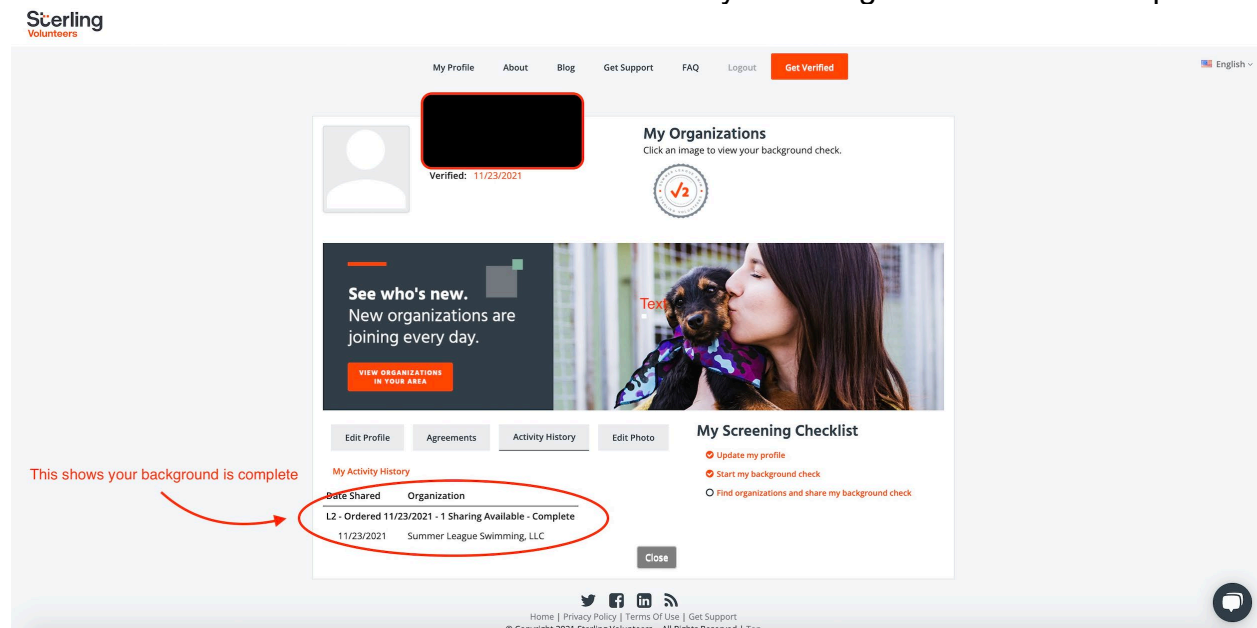 Sterling
Volunteers
My Profile About Blog Get Support FAQ Logout Get Verified
English
My Organizations
Click an image to view your background check.
Verified: 11/23/2021
√2
See who's new.
New organizations are
joining every day.
VIEW ORGANIZATIONS
IN YOUR AREA
Text
Edit Profile Agreements Activity History Edit Photo
My Screening Checklist
Update my profile
Start my background check
Find organizations and share my background check
My Activity History
This shows your background is complete
Date Shared Organization
L2 - Ordered 11/23/2021 - 1 Sharing Available - Complete
11/23/2021 Summer League Swimming, LLC
Close
Home | Privacy Policy | Terms Of Use | Get Support